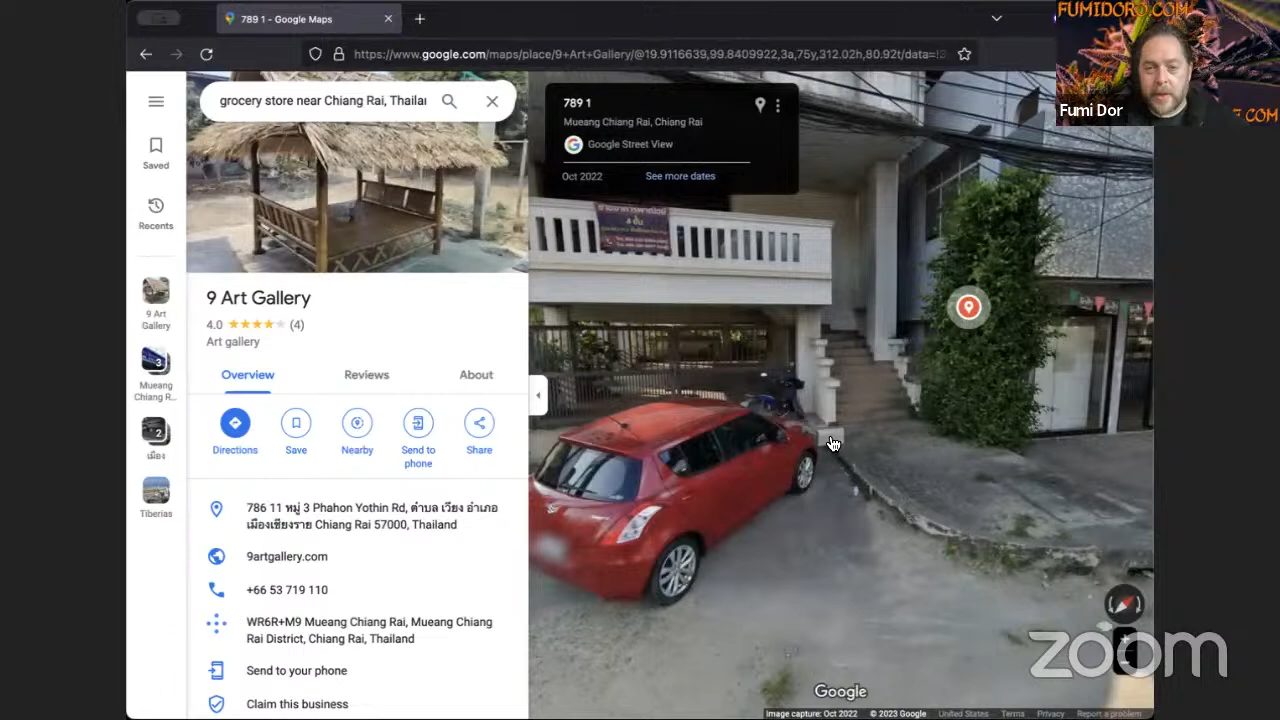 789 1 - Google Maps
https://www.google.com/maps/place/9+Art+Gallery/@19.9116639,99.8409922,3a,75y,312.02h,80.92t/data=!3
FUMIDORO.COM
Fumi Dor
E.COM
grocery store near Chiang Rai, Thailar
789 1
Mueang Chiang Rai, Chiang Rai
Google Street View
Oct 2022
See more dates
Saved
Recents
9 Art
Gallery
3
Mueang
Chiang R...
2
เมือง
Tiberias
9 Art Gallery
4.0
(4)
Art gallery
Overview
Reviews
About
Directions
Save
Nearby
Send to
phone
Share
786 11 หมู่ 3 Phahon Yothin Rd, ตำบล เวียง อำเภอ
เมืองเชียงราย Chiang Rai 57000, Thailand
9artgallery.com
+66 53 719 110
WR6R+M9 Mueang Chiang Rai, Mueang Chiang
Rai District, Chiang Rai, Thailand
Send to your phone
Claim this business
4 ชั้น
zoom
Google
Image capture: Oct 2022
© 2023 Google
United States
Terms
Privacy
Report a problem